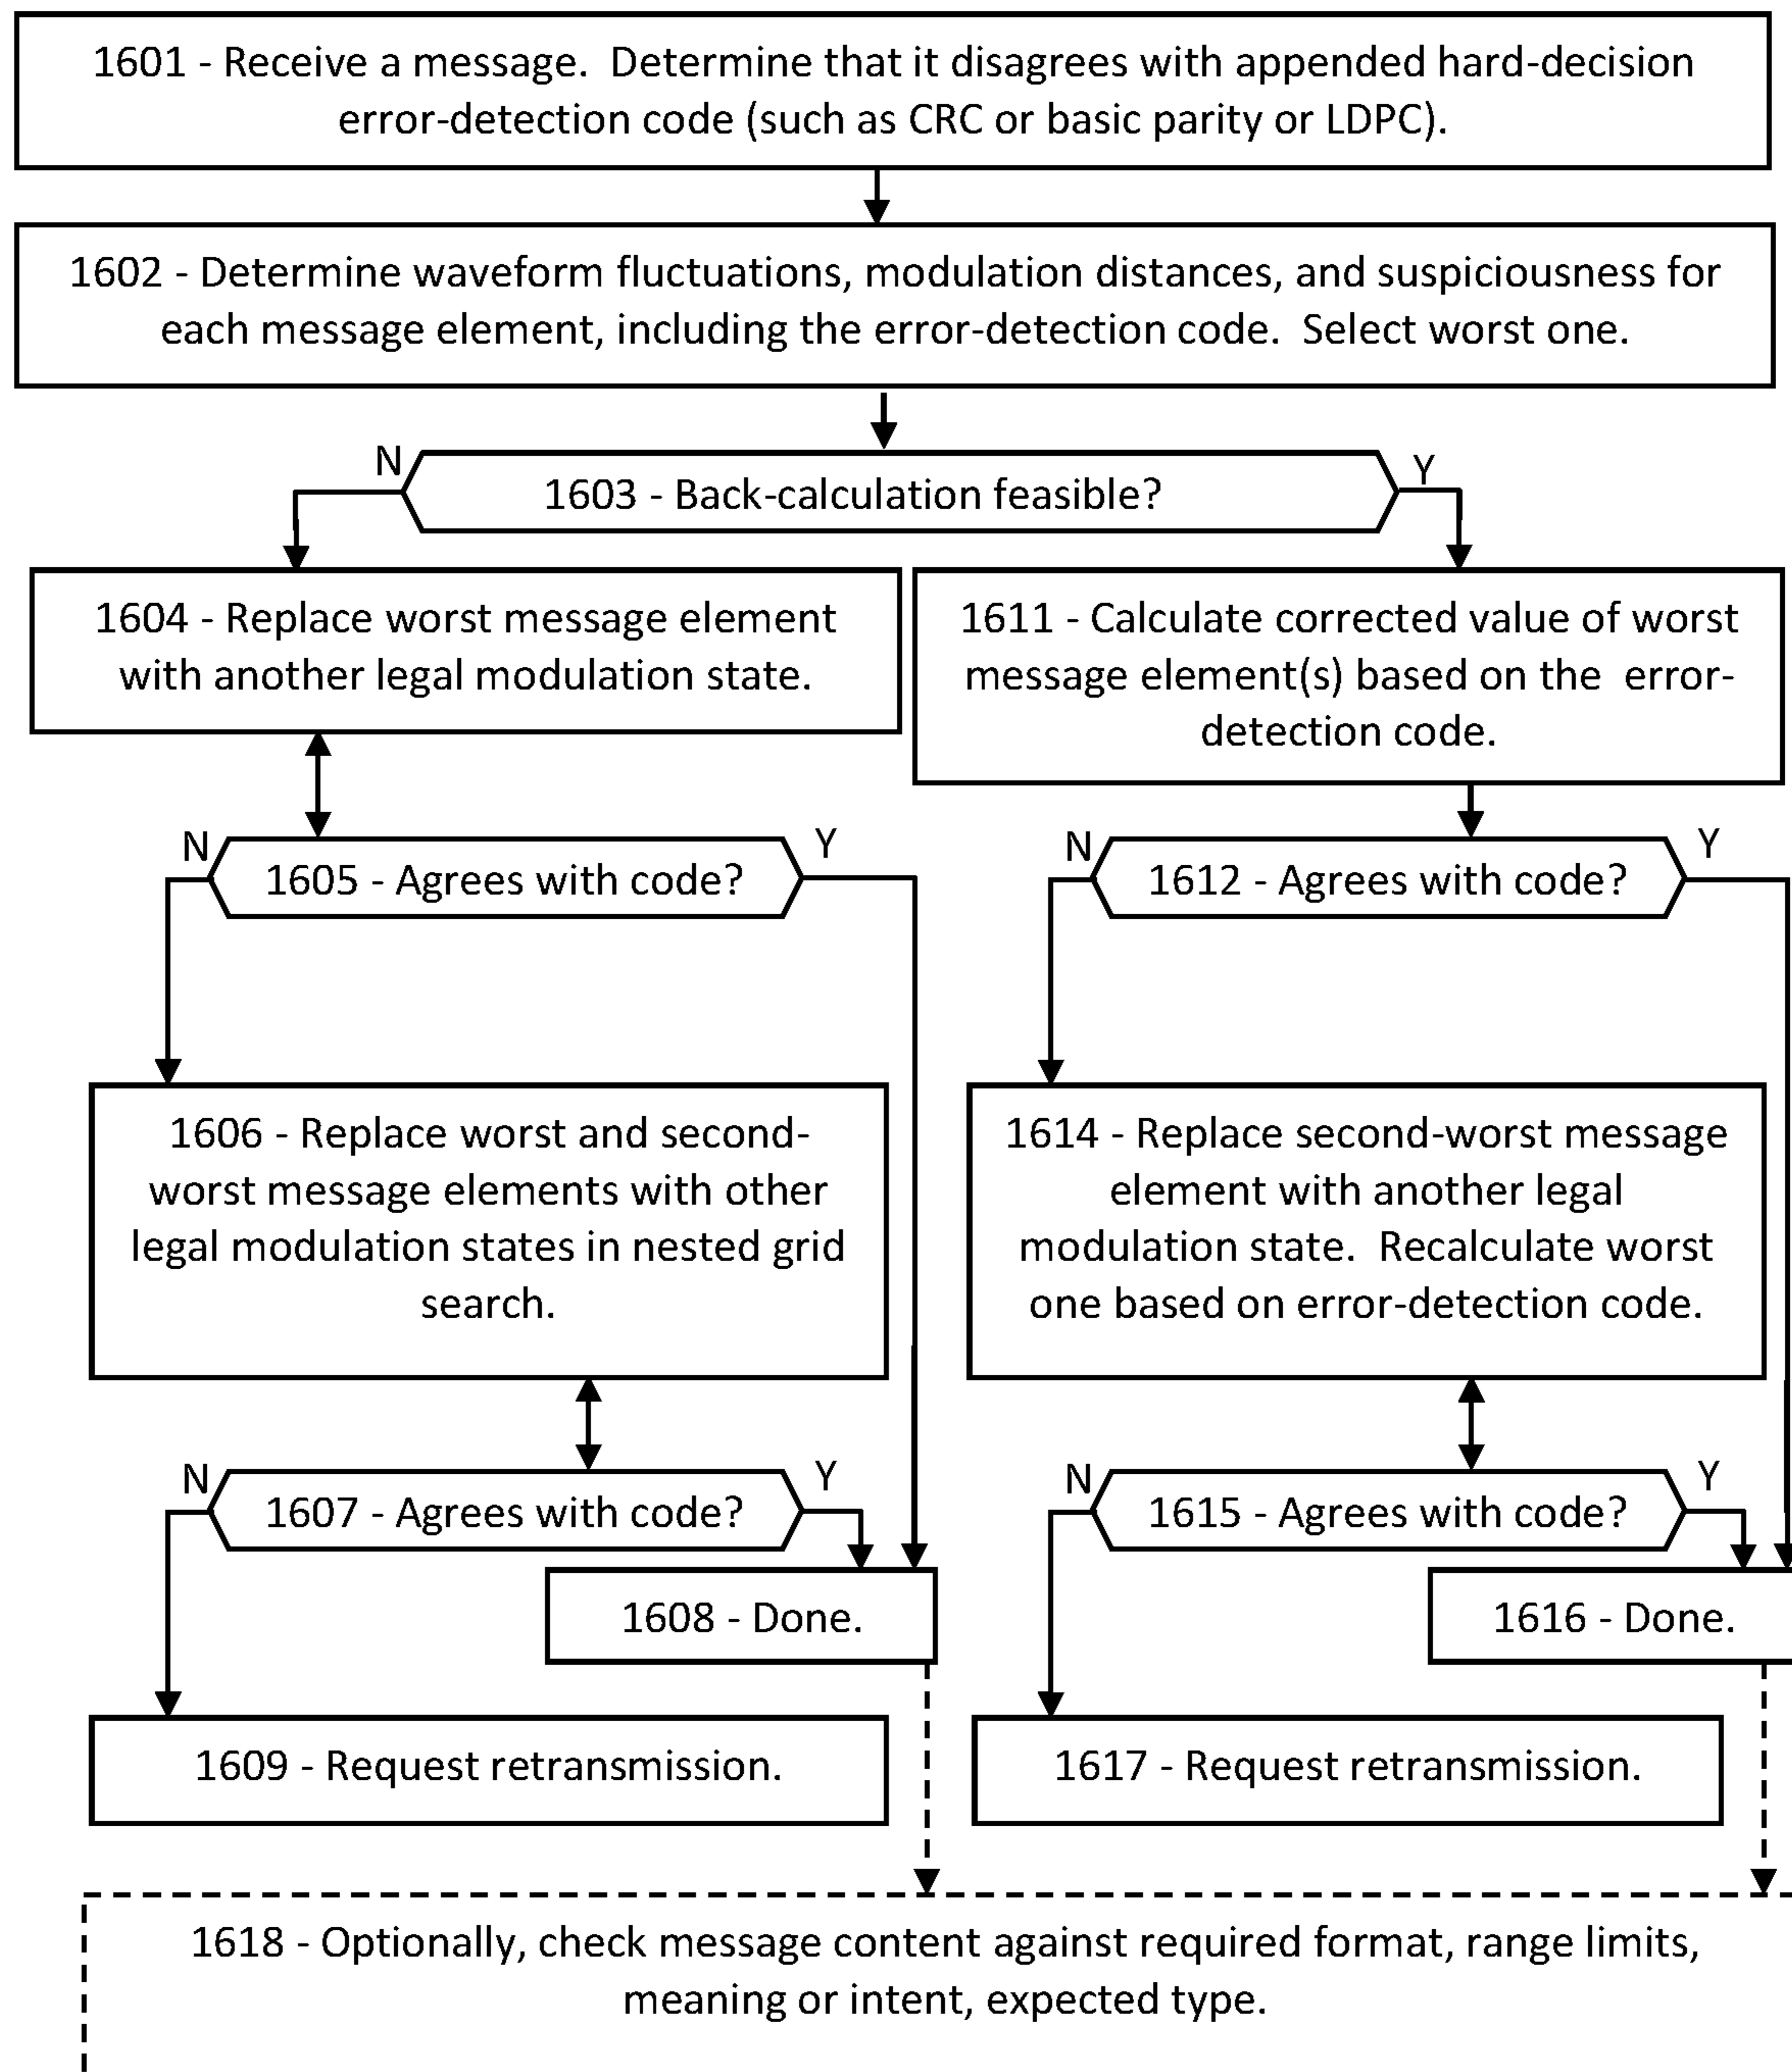 1601 - Receive a message.  Determine that it disagrees with appended hard-decision
error-detection code (such as CRC or basic parity or LDPC).
1602 - Determine waveform fluctuations, modulation distances, and suspiciousness for
each message element, including the error-detection code.  Select worst one.
N
1603 - Back-calculation feasible?
Y
1604 - Replace worst message element
with another legal modulation state.
N
1605 - Agrees with code?
Y
1606 - Replace worst and second-
worst message elements with other
legal modulation states in nested grid
search.
N
1607 - Agrees with code?
Y
1608 - Done.
1609 - Request retransmission.
1611 - Calculate corrected value of worst
message element(s) based on the  error-
detection code.
N
1612 - Agrees with code?
Y
1614 - Replace second-worst message
element with another legal
modulation state.  Recalculate worst
one based on error-detection code.
N
1615 - Agrees with code?
Y
1616 - Done.
1617 - Request retransmission.
1618 - Optionally, check message content against required format, range limits,
meaning or intent, expected type.